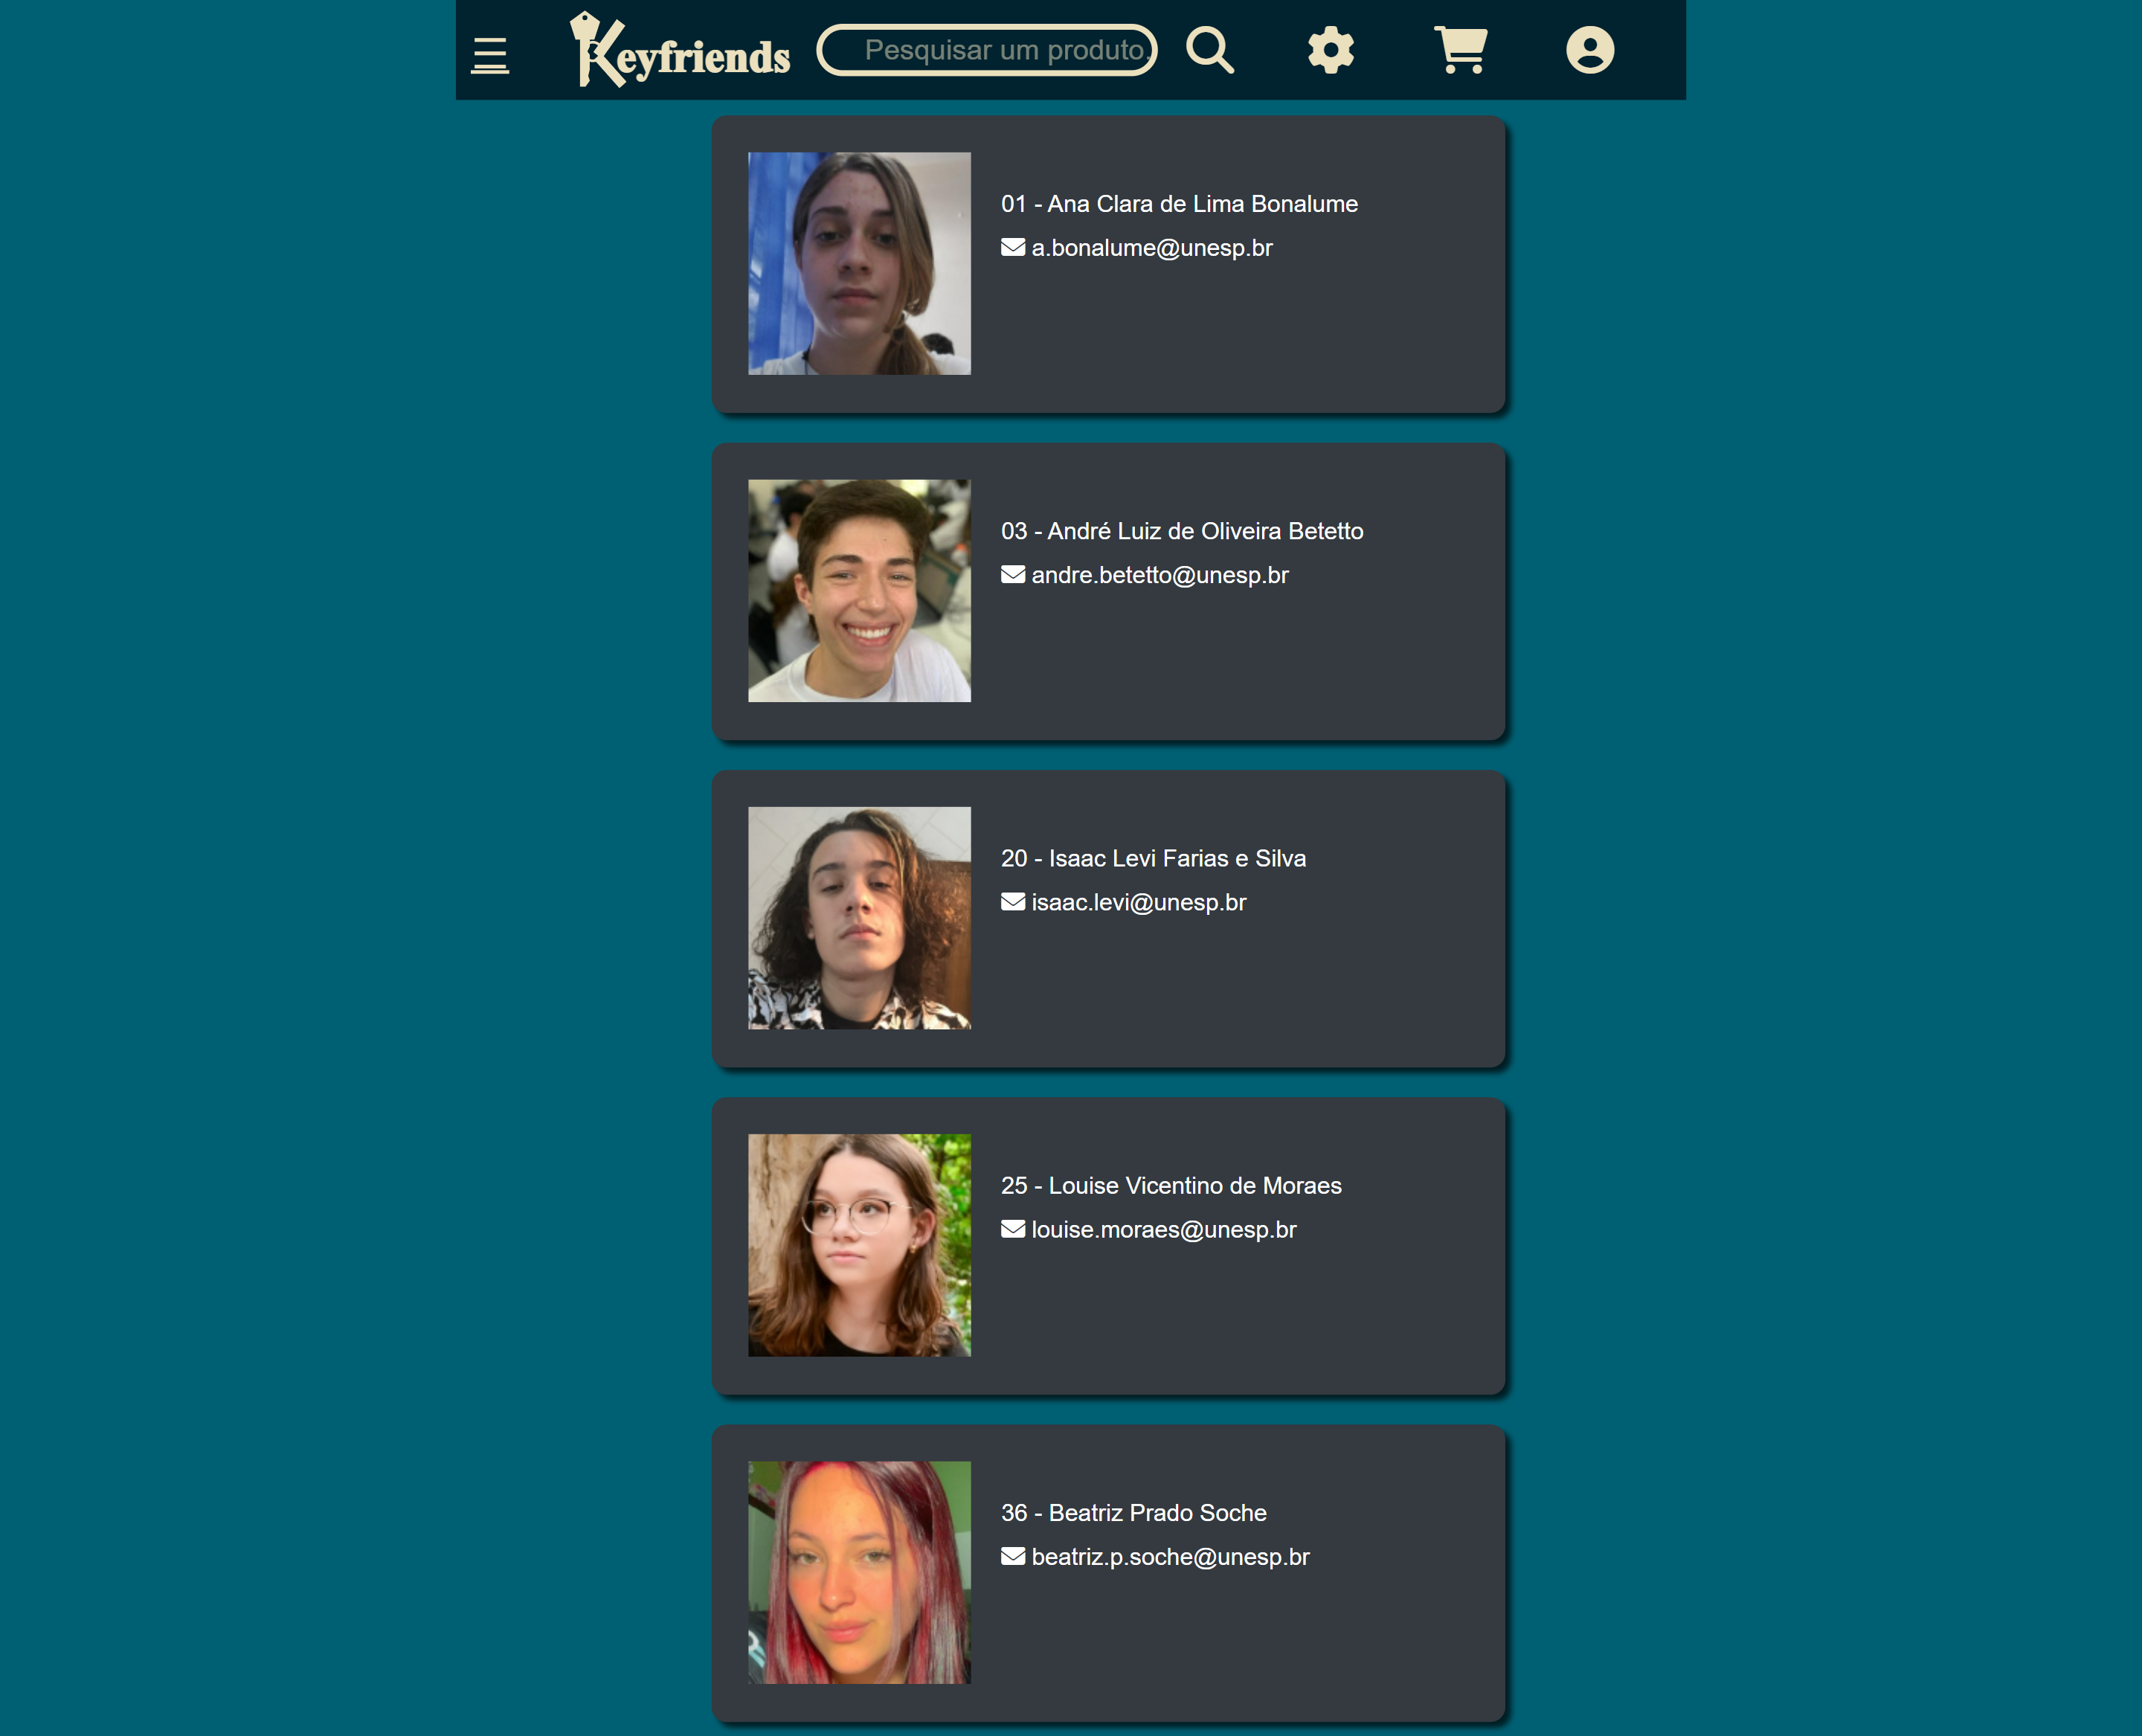 Keyfriends
Pesquisar um produto.
01 - Ana Clara de Lima Bonalume
a.bonalume@unesp.br
03 - André Luiz de Oliveira Betetto
andre.betetto@unesp.br
20 - Isaac Levi Farias e Silva
isaac.levi@unesp.br
25 - Louise Vicentino de Moraes
louise.moraes@unesp.br
36 - Beatriz Prado Soche
beatriz.p.soche@unesp.br